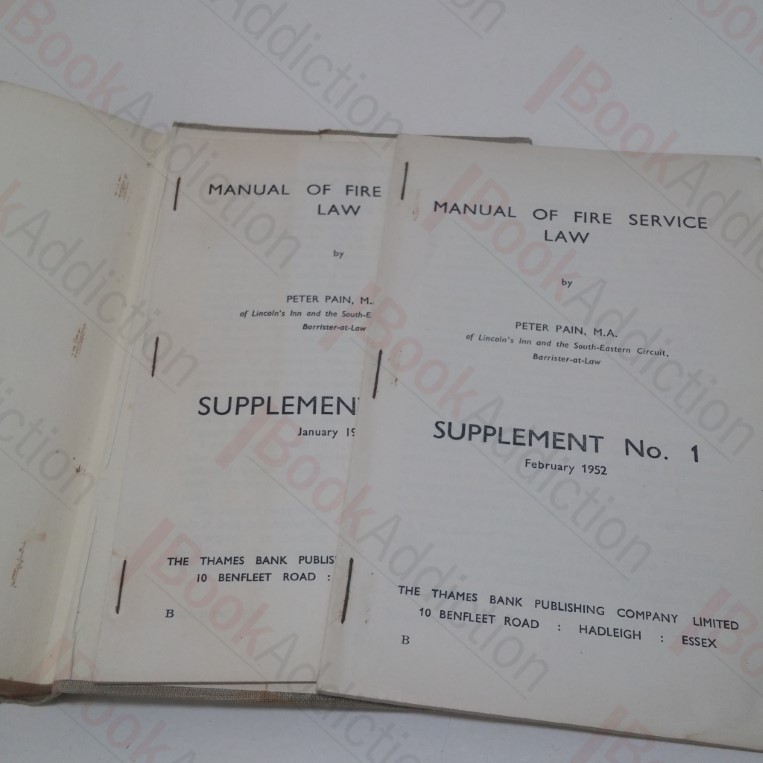 MANUAL OF FIRE
LAW
by
PETER PAIN, M.
of Lincoln's Inn and the South-E
Barrister-at-Law
SUPPLEMEN
January 19
THE THAMES BANK PUBLIS
10 BENFLEET ROAD :
B
MANUAL OF FIRE SERVICE
LAW
by
PETER PAIN, M.A.
of Lincoln's Inn and the South-Eastern Circuit,
Barrister-at-Law
SUPPLEMENT No. 1
February 1952
THE THAMES BANK PUBLISHING COMPANY LIMITED
10 BENFLEET ROAD : HADLEIGH : ESSEX
B
BookAddiction